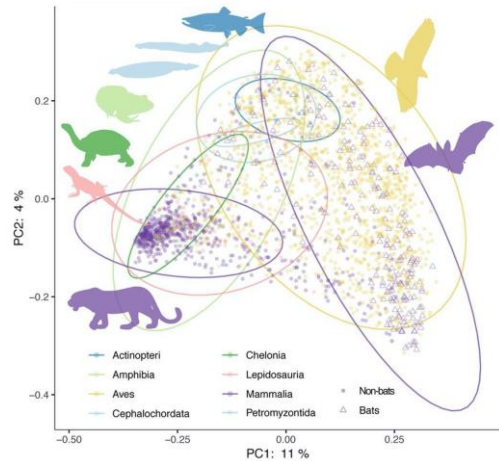 0.2
0.0
−0.2
−0.4
PC2: 4 %
Actinopteri
Amphibia
Aves
Cephalochordata
Chelonia
Lepidosauria
Mammalia
Petromyzontida
Non-bats
Bats
−0.50
−0.25
0.00
0.25
PC1: 11 %